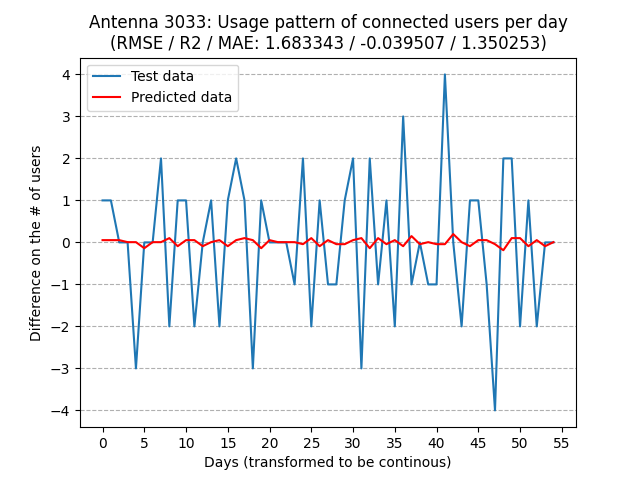 Antenna 3033: Usage pattern of connected users per day
(RMSE / R2 / MAE: 1.683343 / -0.039507 / 1.350253)
Test data
Predicted data
Difference on the # of users
4
3
2
1
0
−1
−2
−3
−4
0 5 10 15 20 25 30 35 40 45 50 55
Days (transformed to be continous)